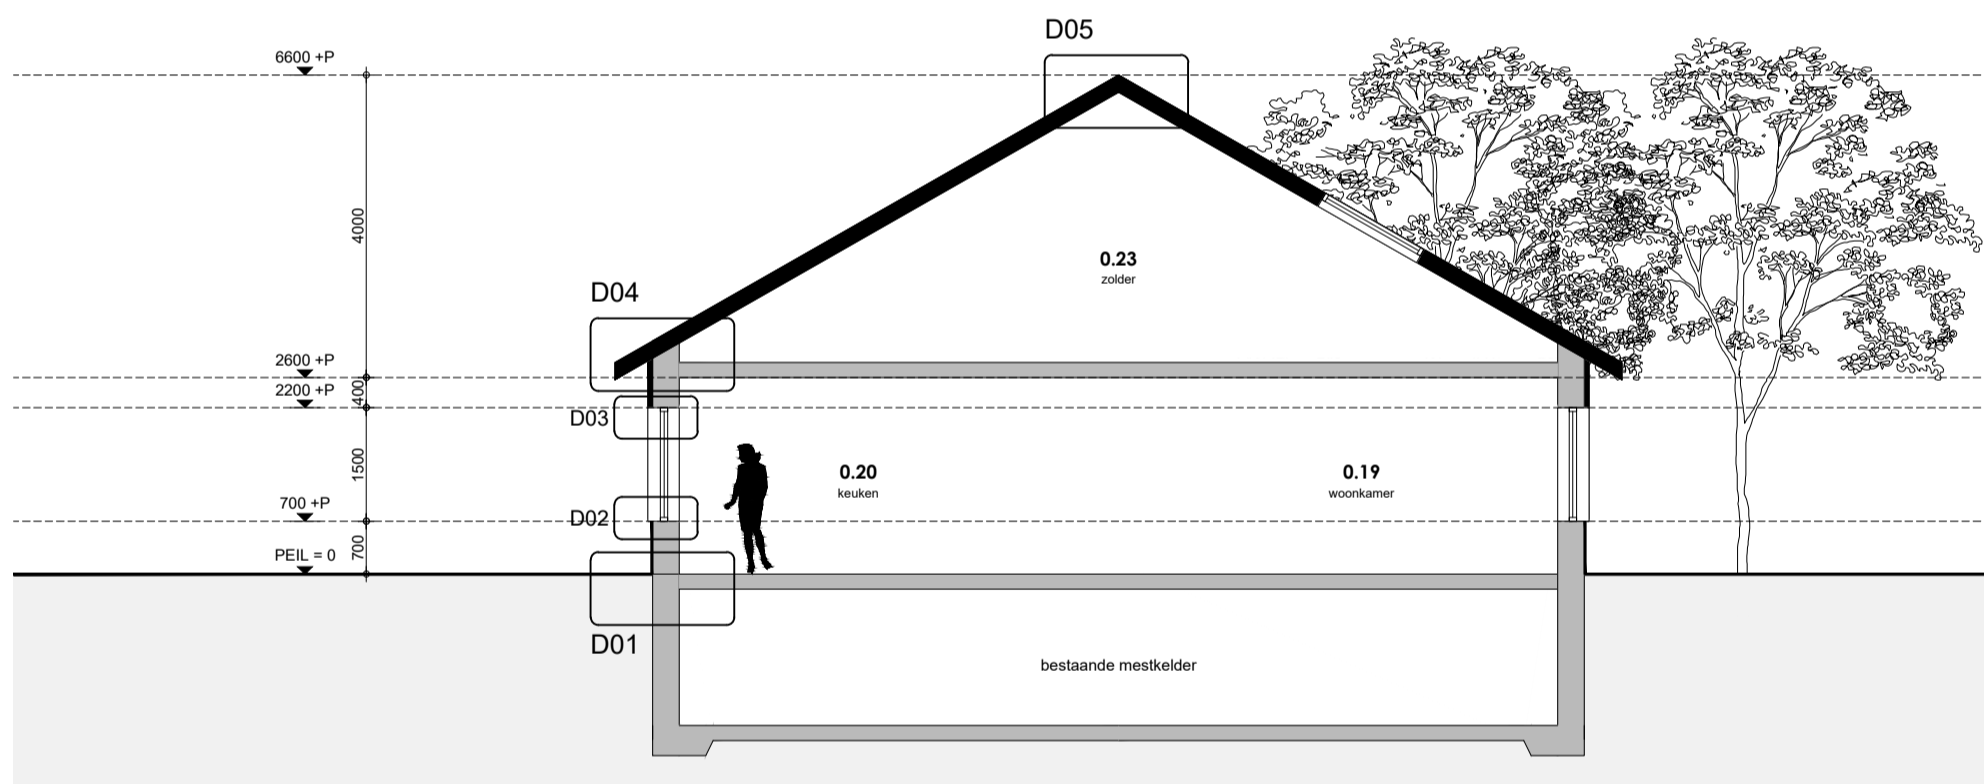 D05
6600 +P
4000
0.23
zolder
D04
2600 +P
400
2200 +P
D03
1500
0.20
keuken
0.19
woonkamer
700 +P
D02
700
PEIL = 0
D01
bestaande mestkelder